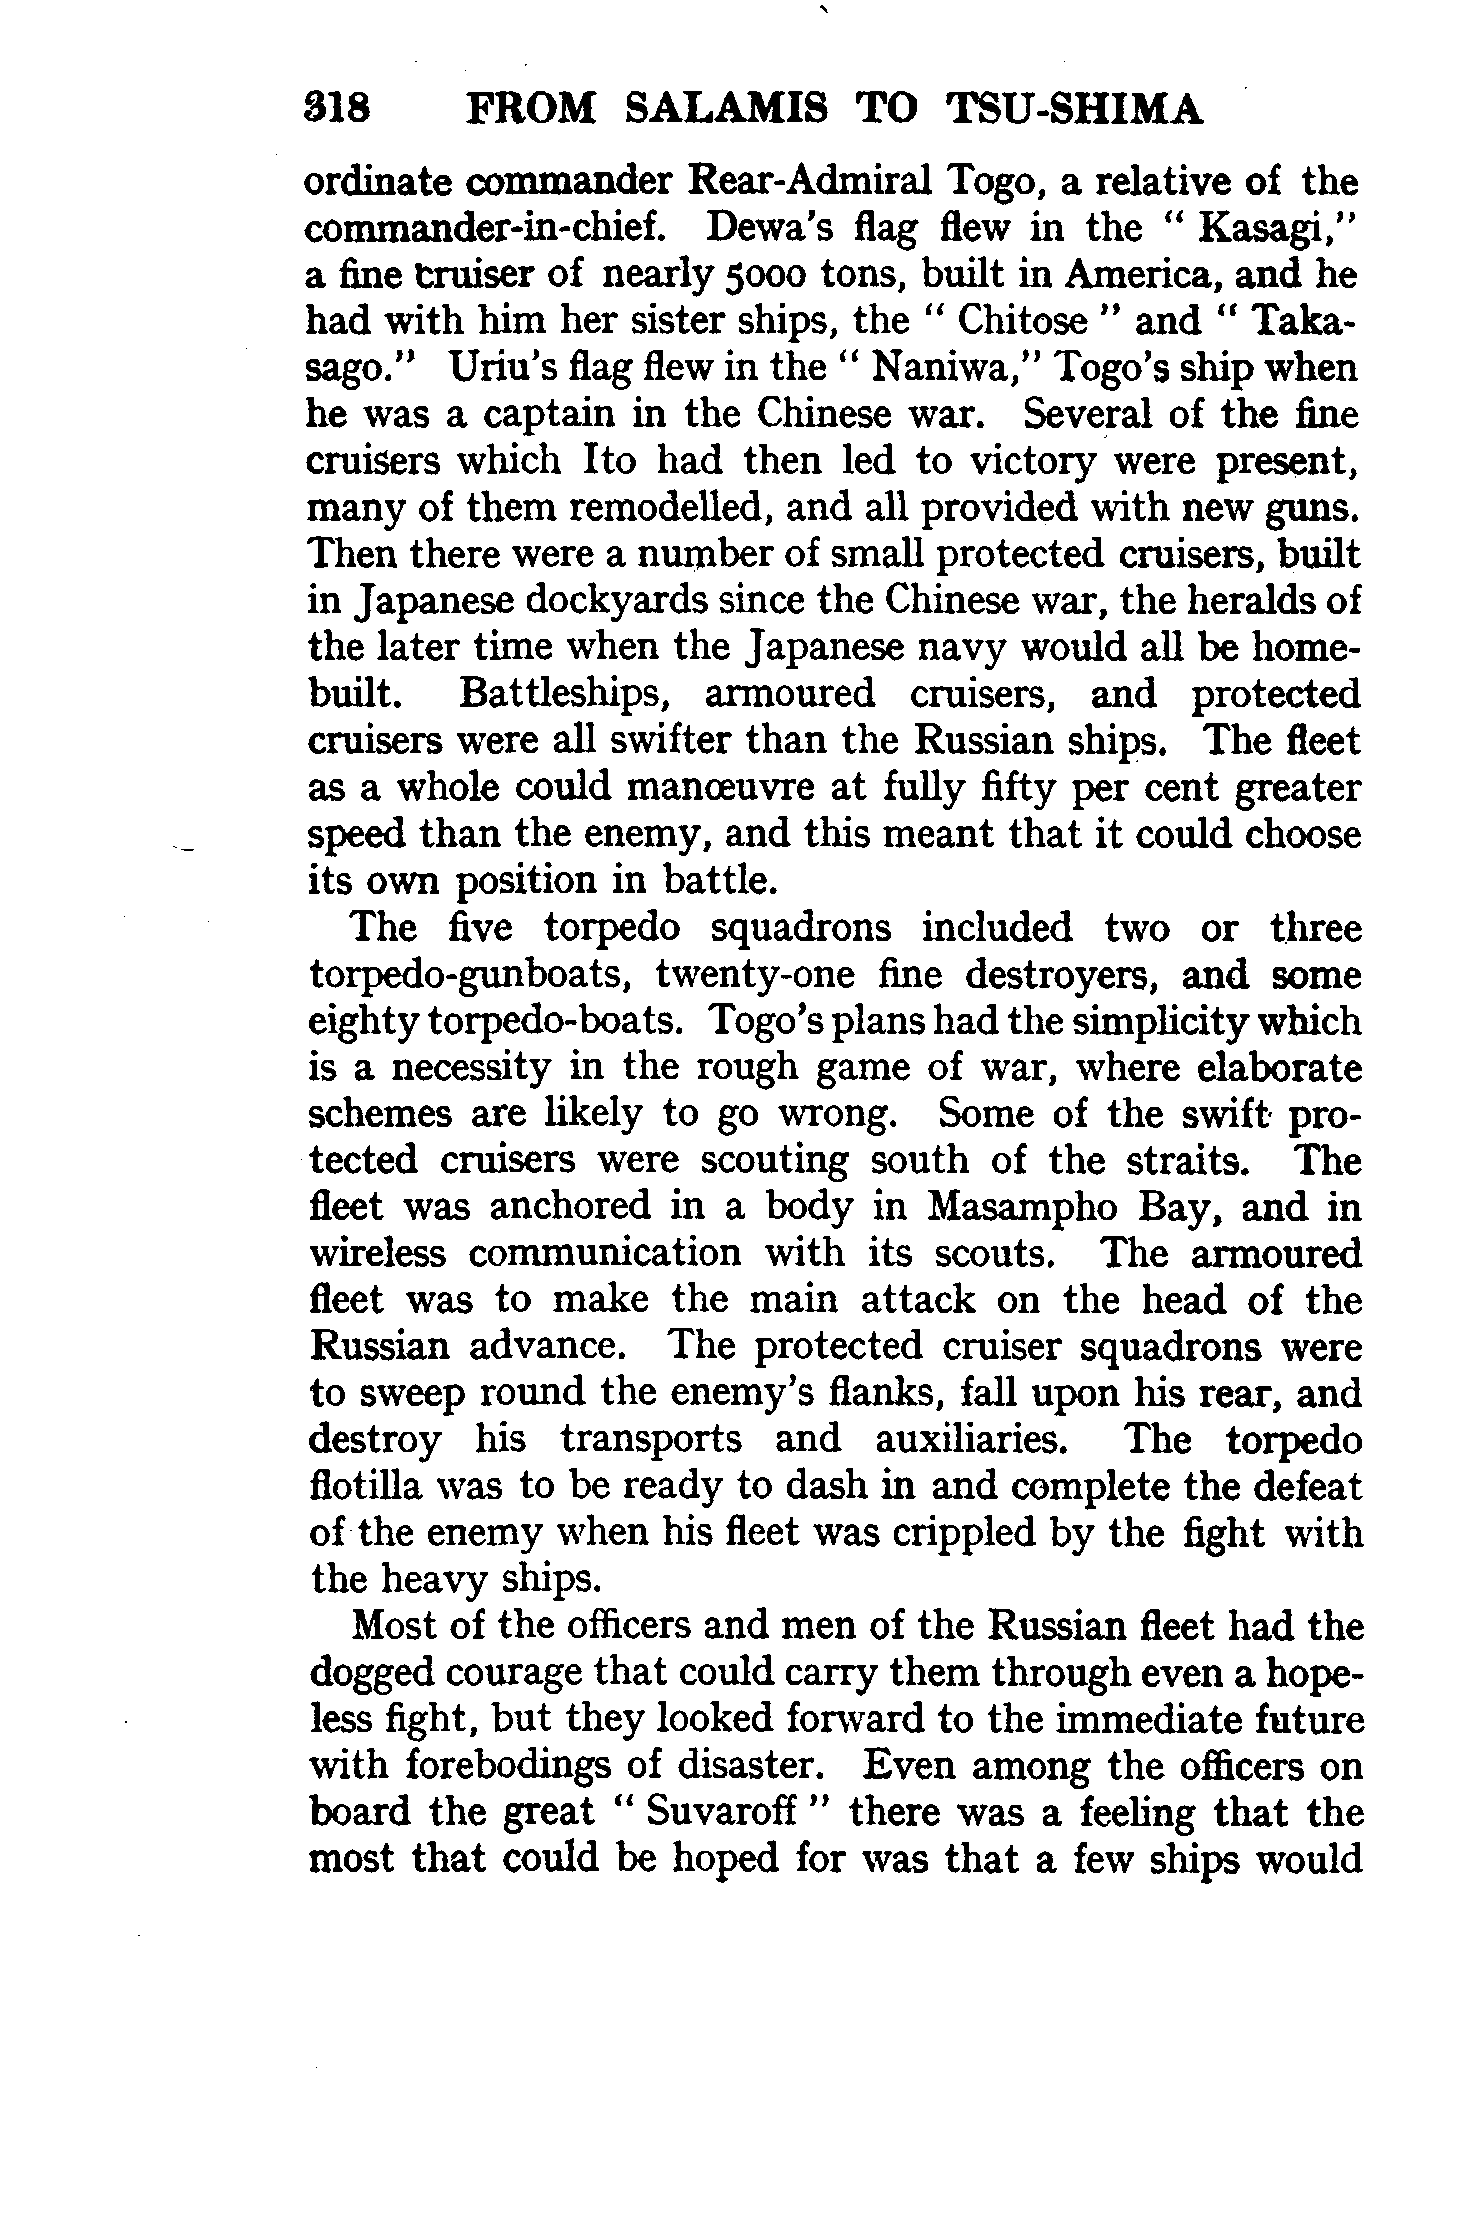 318 FROM SALAMIS TO TSU-SHIMA
ordinate commander Rear-Admiral Togo, a relative of the
commander-in-chief. Dewa's flag flew in the " Kasagi,"
a fine cruiser of nearly 5000 tons, built in America, and he
had with him her sister ships, the " Chitose " and " Taka-
sago." Uriu's flag flew in the " Naniwa," Togo's ship when
he was a captain in the Chinese war. Several of the fine
cruisers which Ito had then led to victory were present,
many of them remodelled, and all provided with new guns.
Then there were a number of small protected cruisers, built
in Japanese dockyards since the Chinese war, the heralds of
the later time when the Japanese navy would all be home-
built. Battleships, armoured cruisers, and protected
cruisers were all swifter than the Russian ships. The fleet
as a whole could manœuvre at fully fifty per cent greater
speed than the enemy, and this meant that it could choose
its own position in battle.
The five torpedo squadrons included two or three
torpedo-gunboats, twenty-one fine destroyers, and some
eighty torpedo-boats. Togo's plans had the simplicity which
is a necessity in the rough game of war, where elaborate
schemes are likely to go wrong. Some of the swift pro-
tected cruisers were scouting south of the straits. The
fleet was anchored in a body in Masampho Bay, and in
wireless communication with its scouts. The armoured
fleet was to make the main attack on the head of the
Russian advance. The protected cruiser squadrons were
to sweep round the enemy's flanks, fall upon his rear, and
destroy his transports and auxiliaries. The torpedo
flotilla was to be ready to dash in and complete the defeat
of the enemy when his fleet was crippled by the fight with
the heavy ships.
Most of the officers and men of the Russian fleet had the
dogged courage that could carry them through even a hope-
less fight, but they looked forward to the immediate future
with forebodings of disaster. Even among the officers on
board the great " Suvaroff " there was a feeling that the
most that could be hoped for was that a few ships would